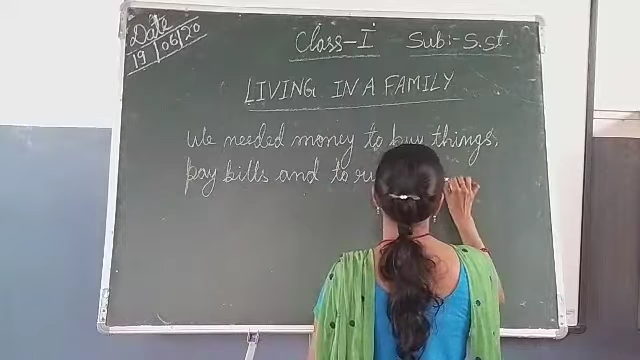 Date
19/06/20
Class-I Sub:-S.st.
LIVING IN A FAMILY
We needed money to buy things,
pay bills and to